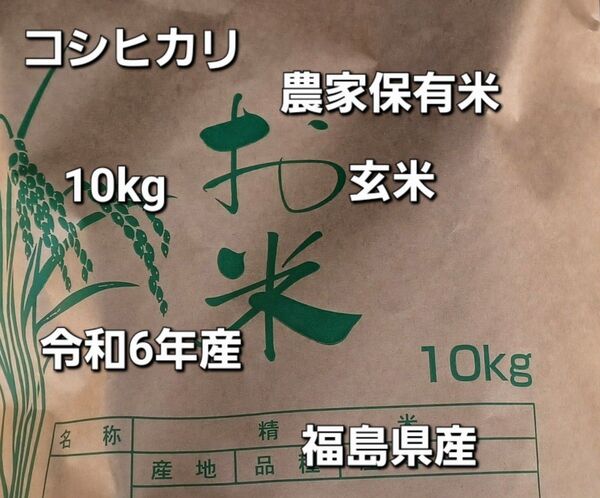 コシヒカリ
農家保有米
10kg
玄米
お米
令和6年産
10kg
名称
精米
福島県産
産地
品種